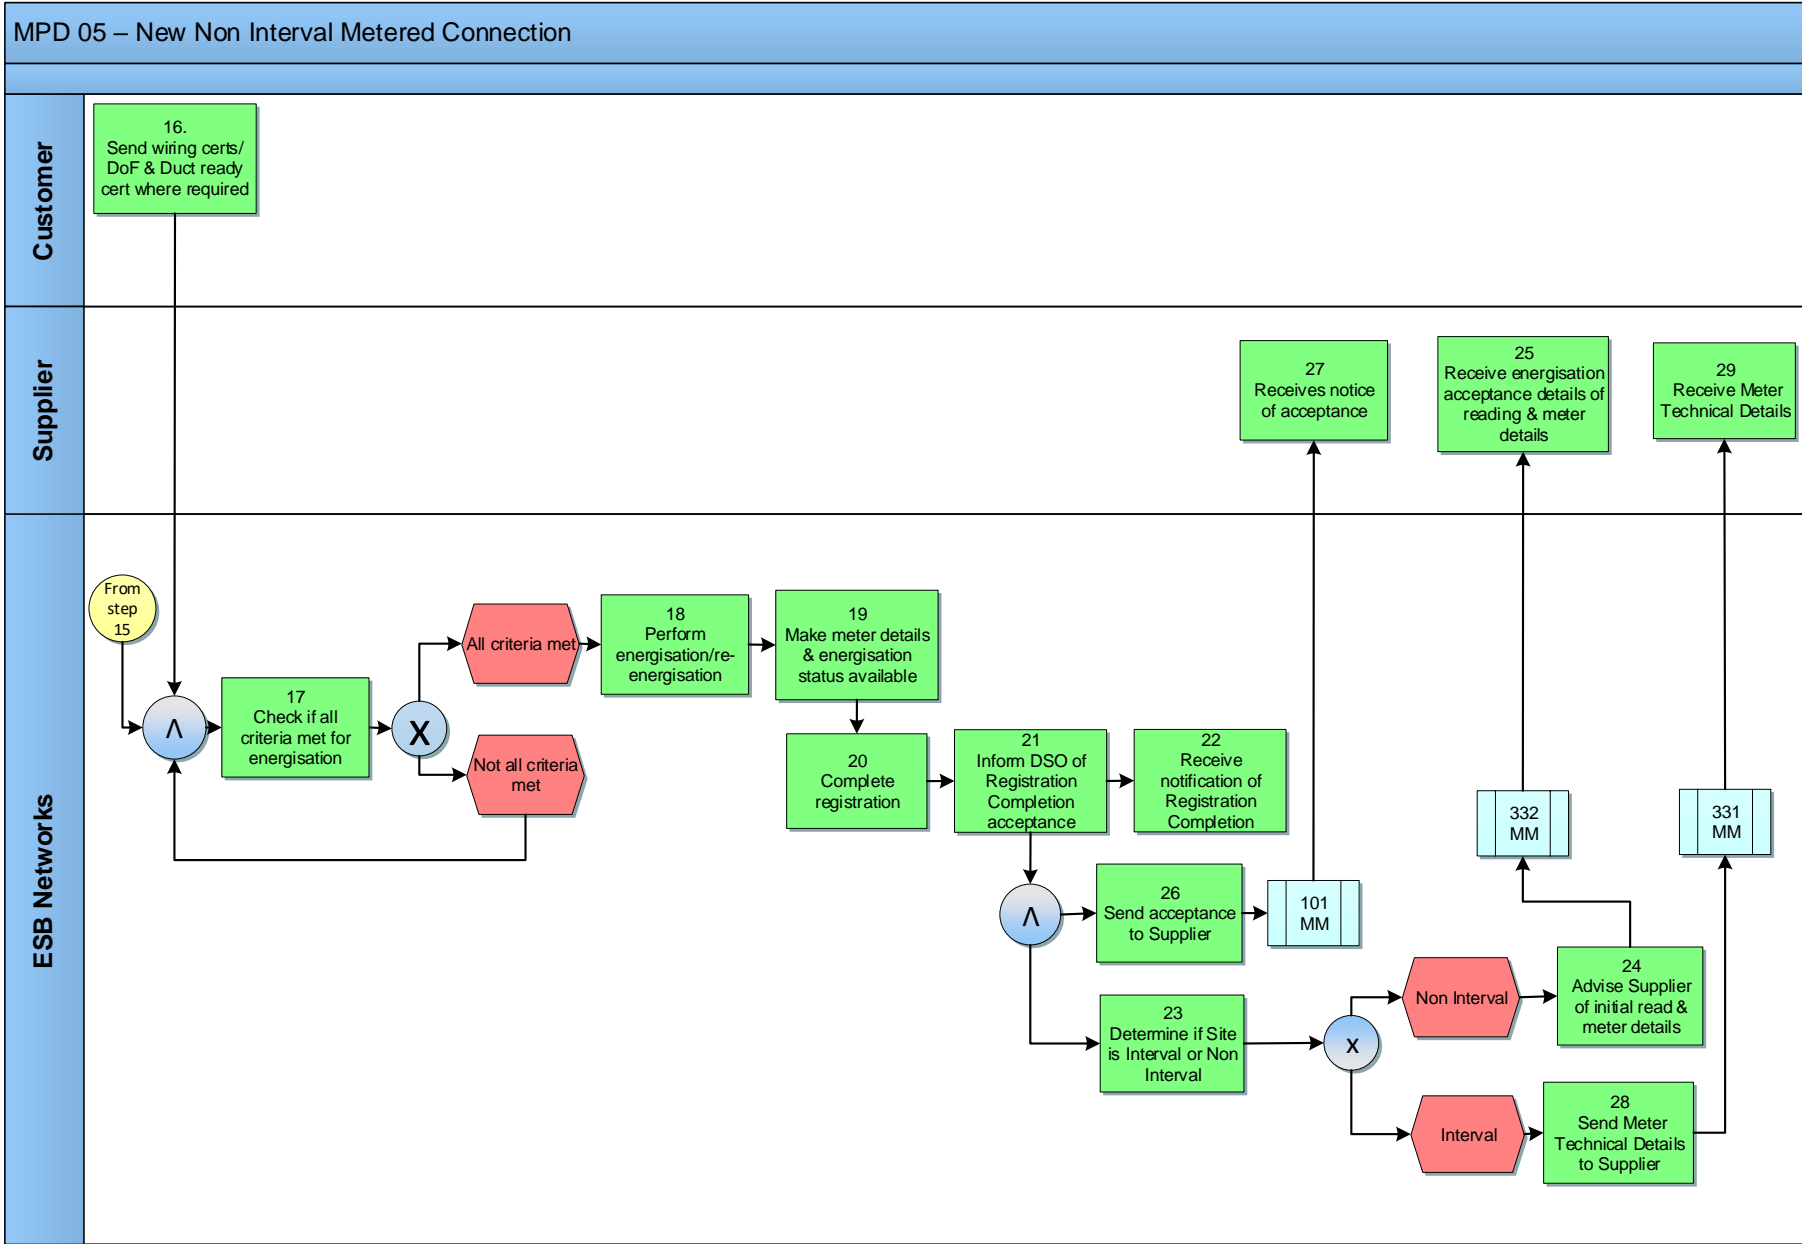 MPD 05 – New Non Interval Metered Connection
Customer
16.
Send wiring certs/
DoF & Duct ready
cert where required
Supplier
27
Receives notice
of acceptance
25
Receive energisation
acceptance details of
reading & meter
details
29
Receive Meter
Technical Details
ESB Networks
From
step
15
Λ
17
Check if all
criteria met for
energisation
X
All criteria met
Not all criteria
met
18
Perform
energisation/re-
energisation
19
Make meter details
& energisation
status available
20
Complete
registration
21
Inform DSO of
Registration
Completion
acceptance
22
Receive
notification of
Registration
Completion
Λ
26
Send acceptance
to Supplier
101
MM
332
MM
331
MM
23
Determine if Site
is Interval or Non
Interval
x
Non Interval
24
Advise Supplier
of initial read &
meter details
Interval
28
Send Meter
Technical Details
to Supplier